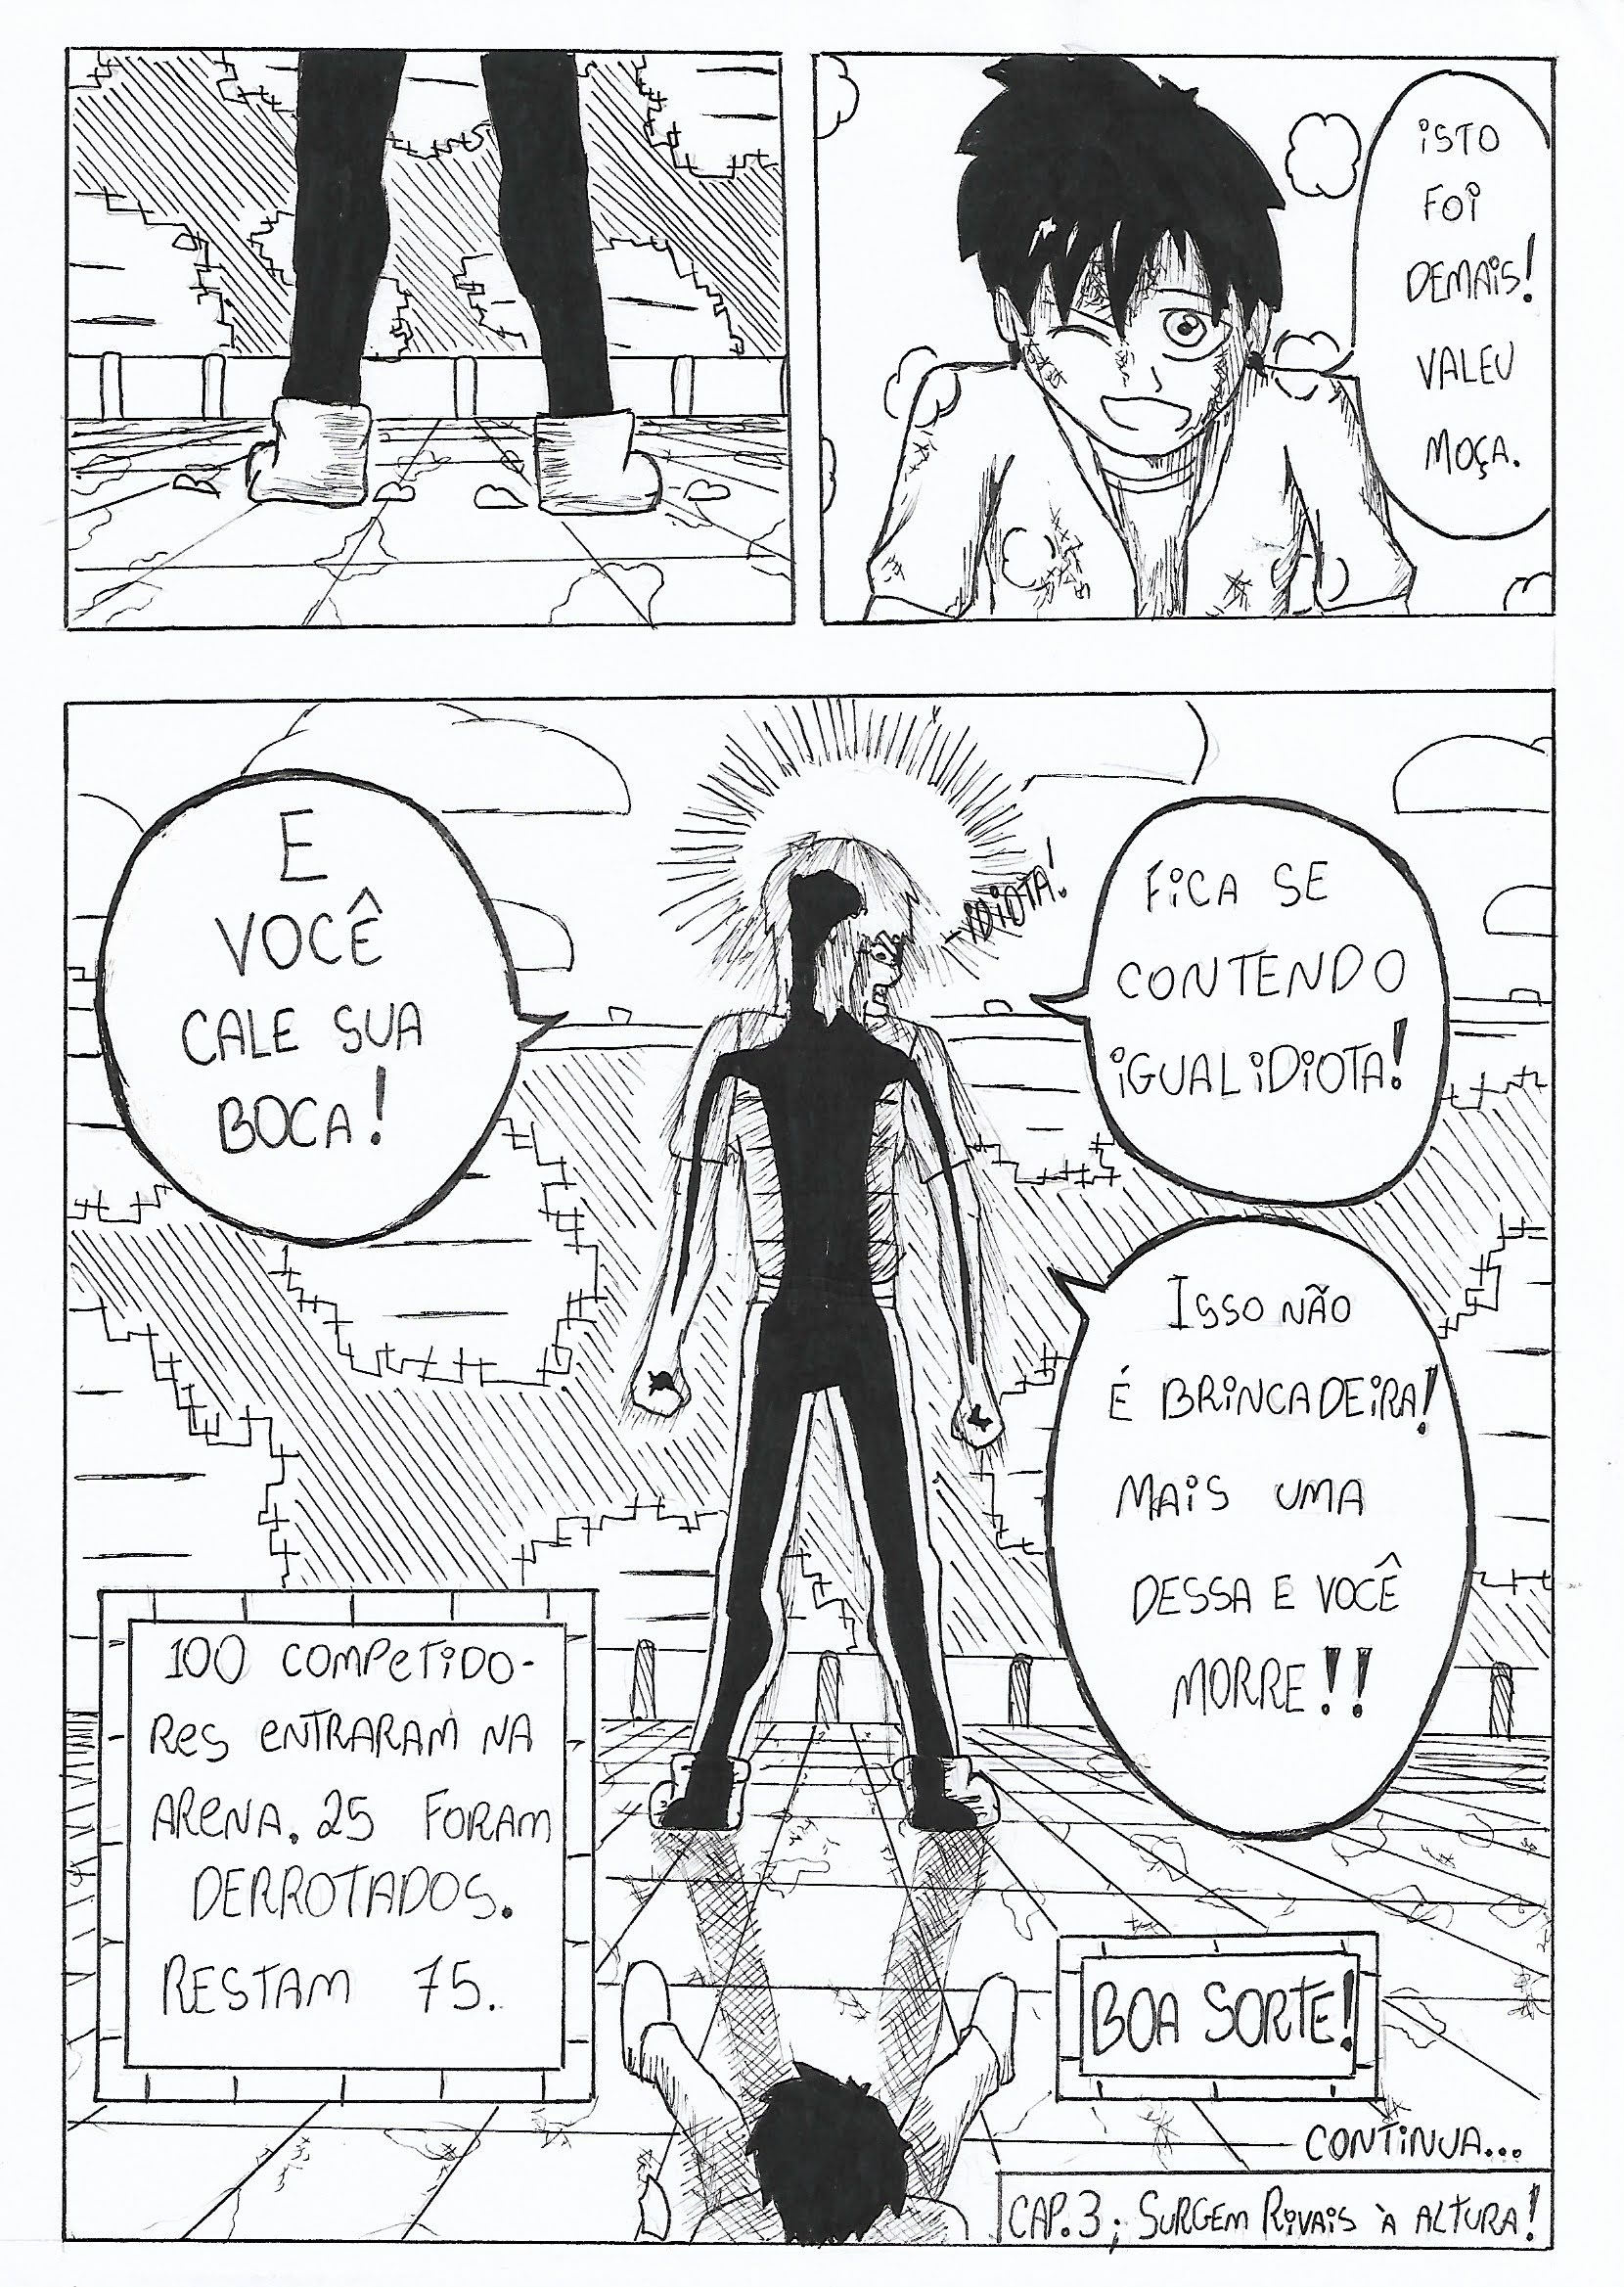 ISTO
FOI
DEMAIS!
VALEU
MOÇA.
E
VOCÊ
CALE SUA
BOCA!
-IDIOTA!
FICA SE
CONTENDO
IGUAL IDIOTA!
ISSO NÃO
É BRINCADEIRA!
MAIS UMA
DESSA E VOCÊ
MORRE!!
100 COMPETIDO-
RES ENTRARAM NA
ARENA. 25 FORAM
DERROTADOS.
RESTAM 75.
BOA SORTE!
CONTINUA...
CAP. 3; SURGEM RIVAIS À ALTURA!